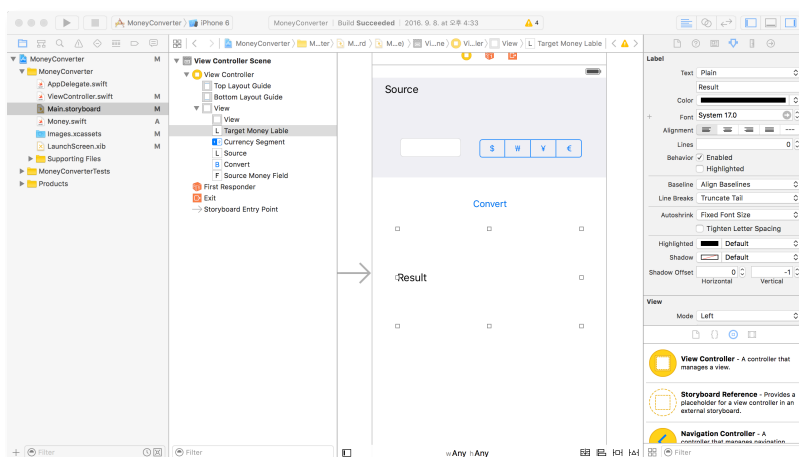 MoneyConverter
iPhone 6
MoneyConverter | Build Succeeded | 2016. 9. 8. at 오후 4:33
4
MoneyConverter
M...ter
M...rd
M...e)
Vi...ne
Vi...ler
View
L
Target Money Lable
MoneyConverter M
MoneyConverter
AppDelegate.swift
ViewController.swift M
Main.storyboard M
Money.swift A
Images.xcassets M
LaunchScreen.xib M
Supporting Files
MoneyConverterTests
Products
Filter
View Controller Scene
View Controller
Top Layout Guide
Bottom Layout Guide
View
View
L Target Money Lable
Currency Segment
L Source
B Convert
F Source Money Field
First Responder
Exit
Storyboard Entry Point
Filter
Source
$ ₩ ¥ €
Convert
Result
wAny hAny
Label
Text Plain
Result
Color
Font System 17.0
Alignment
Lines 0
Behavior Enabled
Highlighted
Baseline Align Baselines
Line Breaks Truncate Tail
Autoshrink Fixed Font Size
Tighten Letter Spacing
Highlighted Default
Shadow Default
Shadow Offset 0 -1
Horizontal Vertical
View
Mode Left
View Controller - A controller that
manages a view.
Storyboard Reference - Provides a
placeholder for a view controller in an
external storyboard.
Navigation Controller - A
controller that manages navigation
Filter